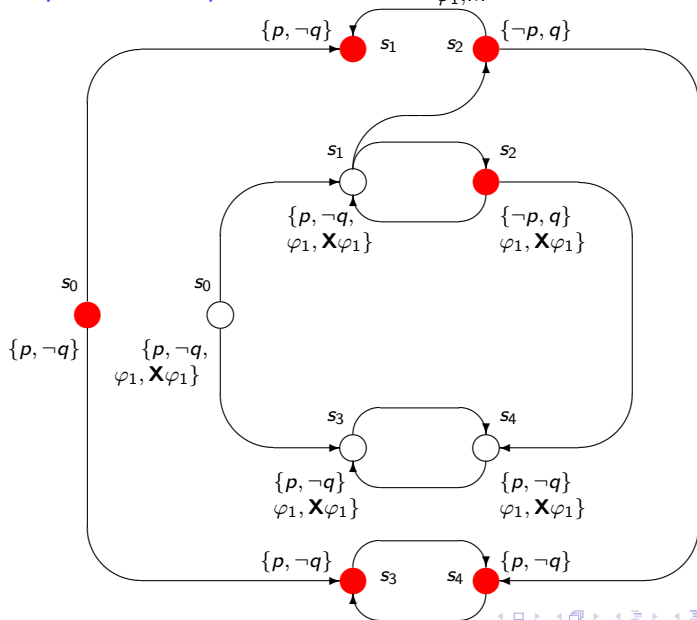 {p, ¬q}
s₁
s₂
{¬p, q}
s₁
s₂
{p, ¬q,
φ₁, Xφ₁}
{¬p, q}
φ₁, Xφ₁}
s₀
s₀
{p, ¬q}
{p, ¬q,
φ₁, Xφ₁}
s₃
s₄
{p, ¬q}
φ₁, Xφ₁}
{p, ¬q}
φ₁, Xφ₁}
{p, ¬q}
s₃
s₄
{p, ¬q}